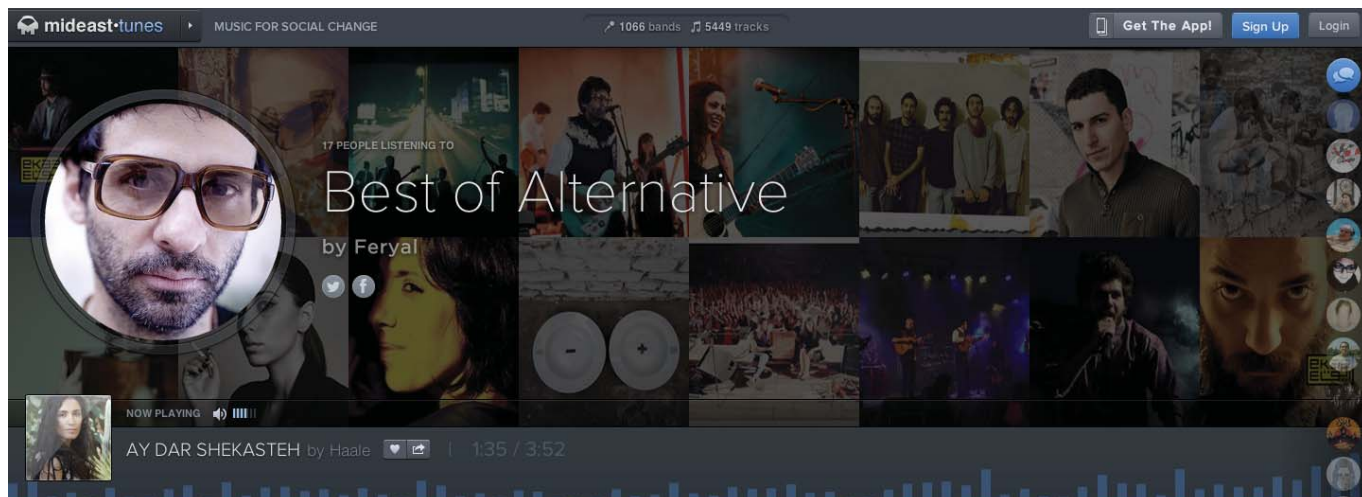 mideast•tunes
MUSIC FOR SOCIAL CHANGE
1066 bands 5449 tracks
Get The App!
Sign Up
Login
17 PEOPLE LISTENING TO
Best of Alternative
by Feryal
NOW PLAYING
AY DAR SHEKASTEH by Haale
1:35 / 3:52